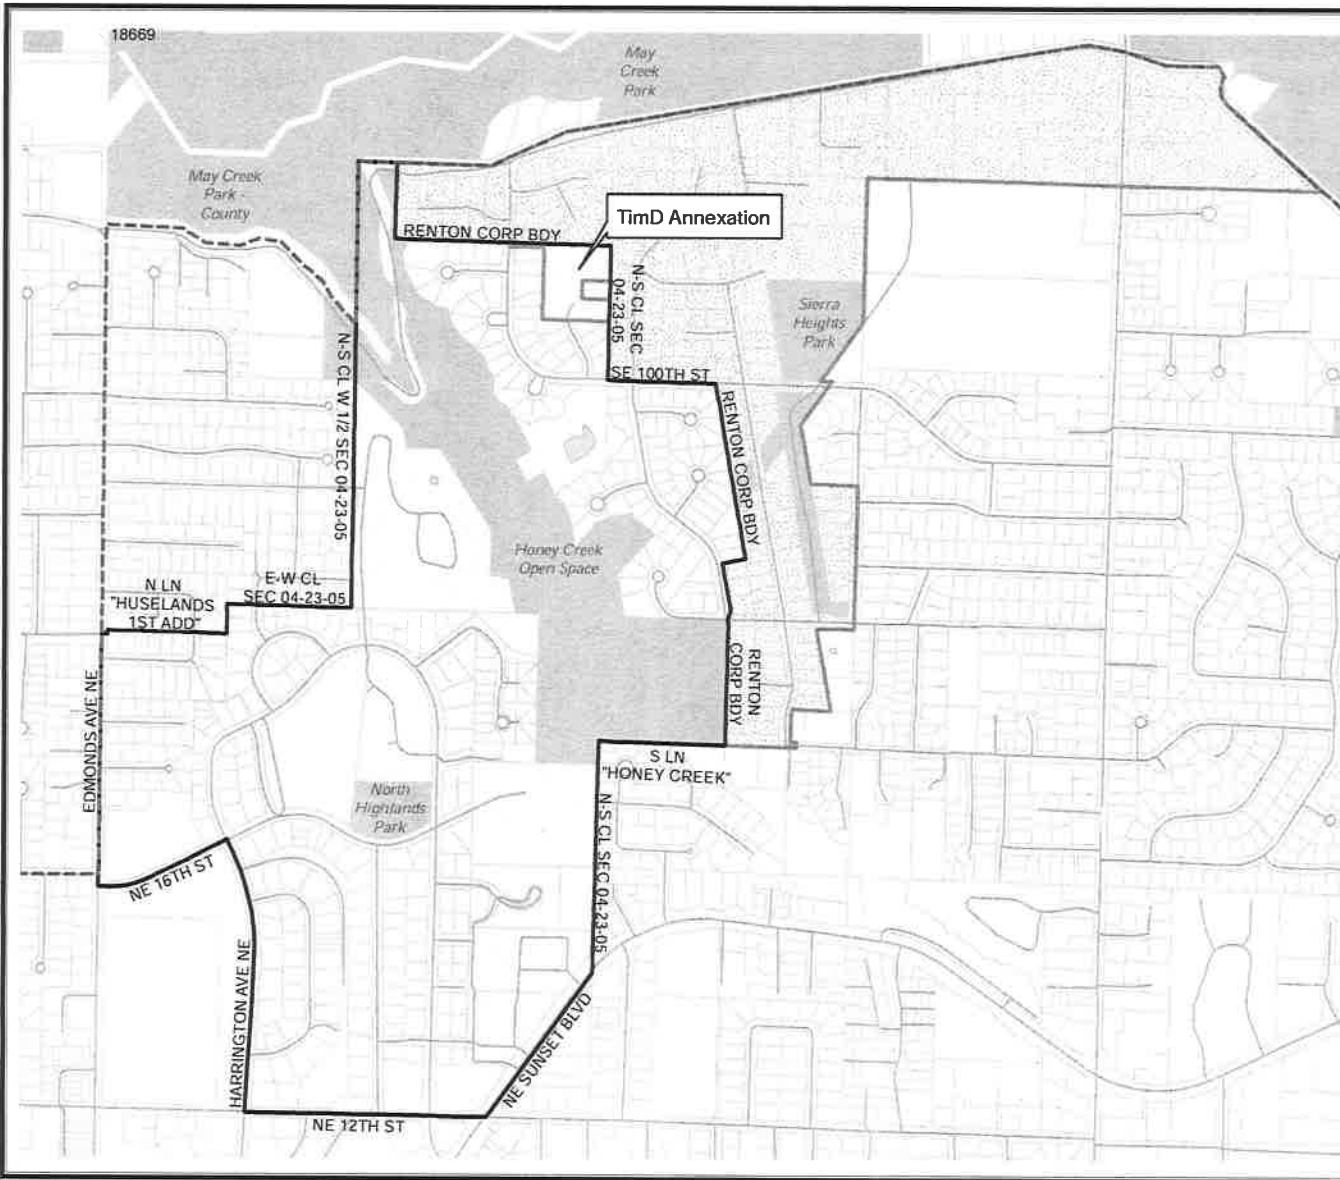 18669
May
Creek
Park
May Creek
Park -
County
TimD Annexation
RENTON CORP BDY
N-S CL SEC
04-23-05
Sierra
Heights
Park
N-S CL W 1/2 SEC 04-23-05
SE 100TH ST
RENTON CORP BDY
Honey Creek
Open Space
N LN
"HUSELANDS
1ST ADD"
E-W CL
SEC 04-23-05
RENTON
CORP BDY
EDMONDS AVE NE
S LN
"HONEY CREEK"
North
Highlands
Park
N-S CL SEC 04-23-05
NE 16TH ST
HARRINGTON AVE NE
NE SUNSET BLVD
NE 12TH ST